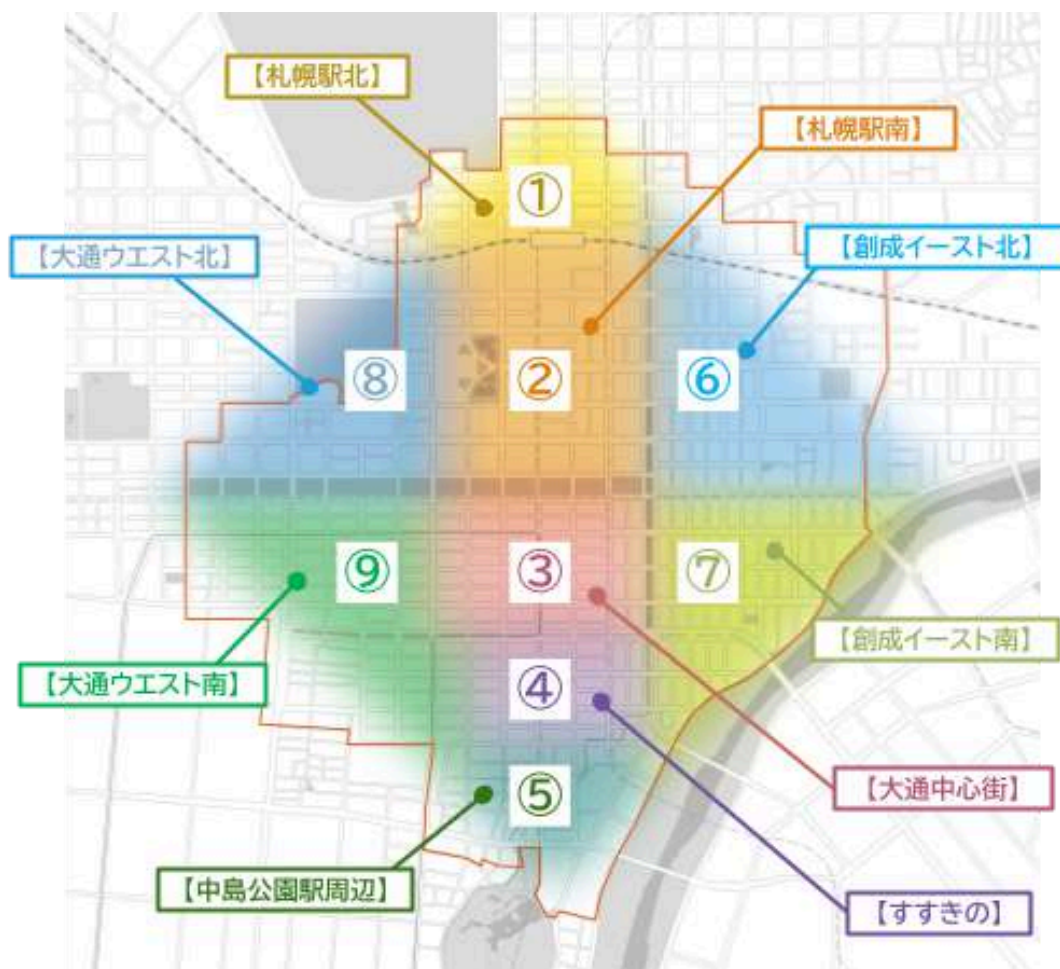 【札幌駅北】
【札幌駅南】
①
【大通ウエスト北】
【創成イースト北】
⑧
②
⑥
⑨
③
⑦
【創成イースト南】
【大通ウエスト南】
④
【大通中心街】
⑤
【中島公園駅周辺】
【すすきの】